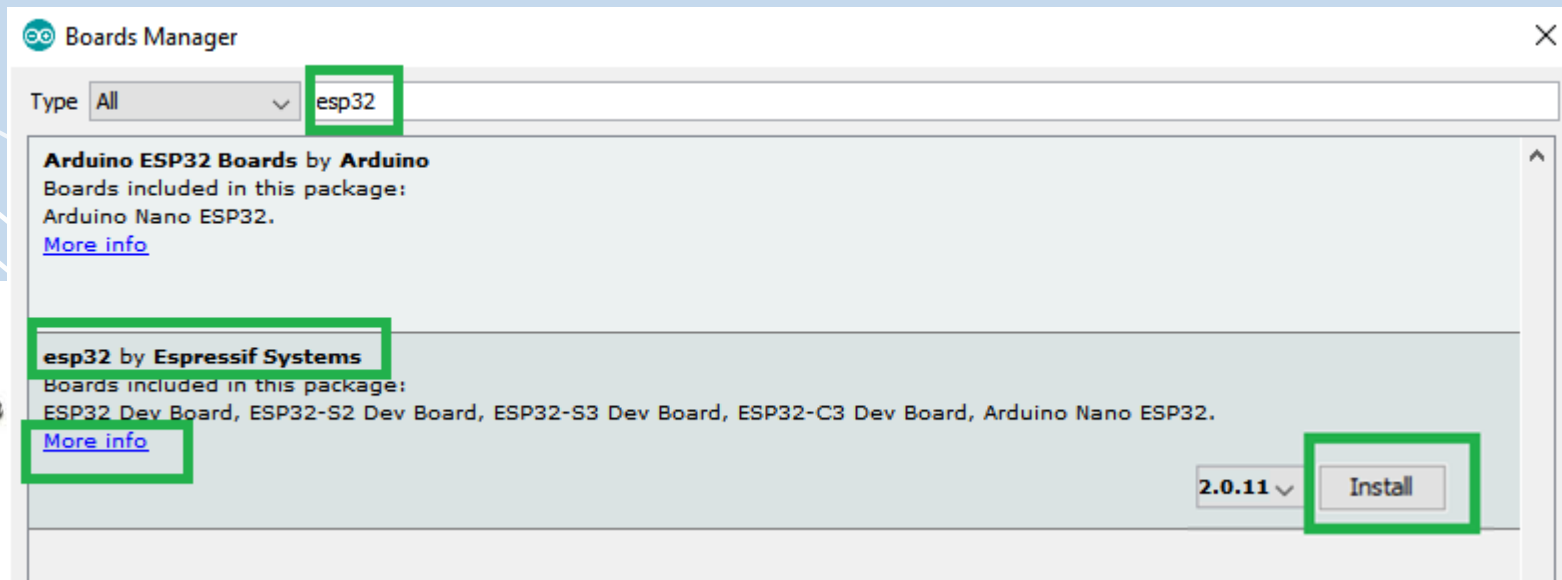 Boards Manager
Type All esp32
Arduino ESP32 Boards by Arduino
Boards included in this package:
Arduino Nano ESP32.
More info
esp32 by Espressif Systems
Boards included in this package:
ESP32 Dev Board, ESP32-S2 Dev Board, ESP32-S3 Dev Board, ESP32-C3 Dev Board, Arduino Nano ESP32.
More info
2.0.11 Install